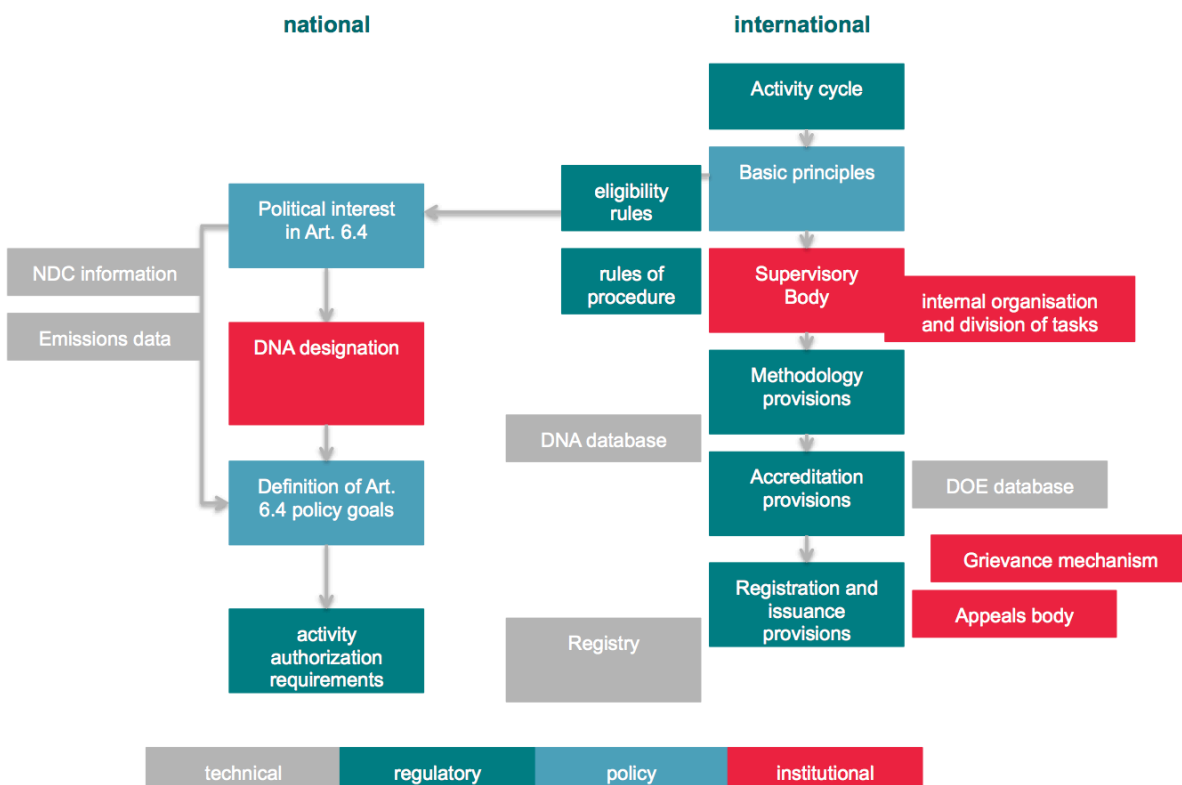 national
international
Activity cycle
Basic principles
eligibility
rules
Political interest
in Art. 6.4
NDC information
rules of
procedure
Supervisory
Body
internal organisation
and division of tasks
Emissions data
DNA designation
Methodology
provisions
DNA database
Accreditation
provisions
DOE database
Definition of Art.
6.4 policy goals
Grievance mechanism
Registration and
issuance
provisions
Appeals body
activity
authorization
requirements
Registry
technical
regulatory
policy
institutional